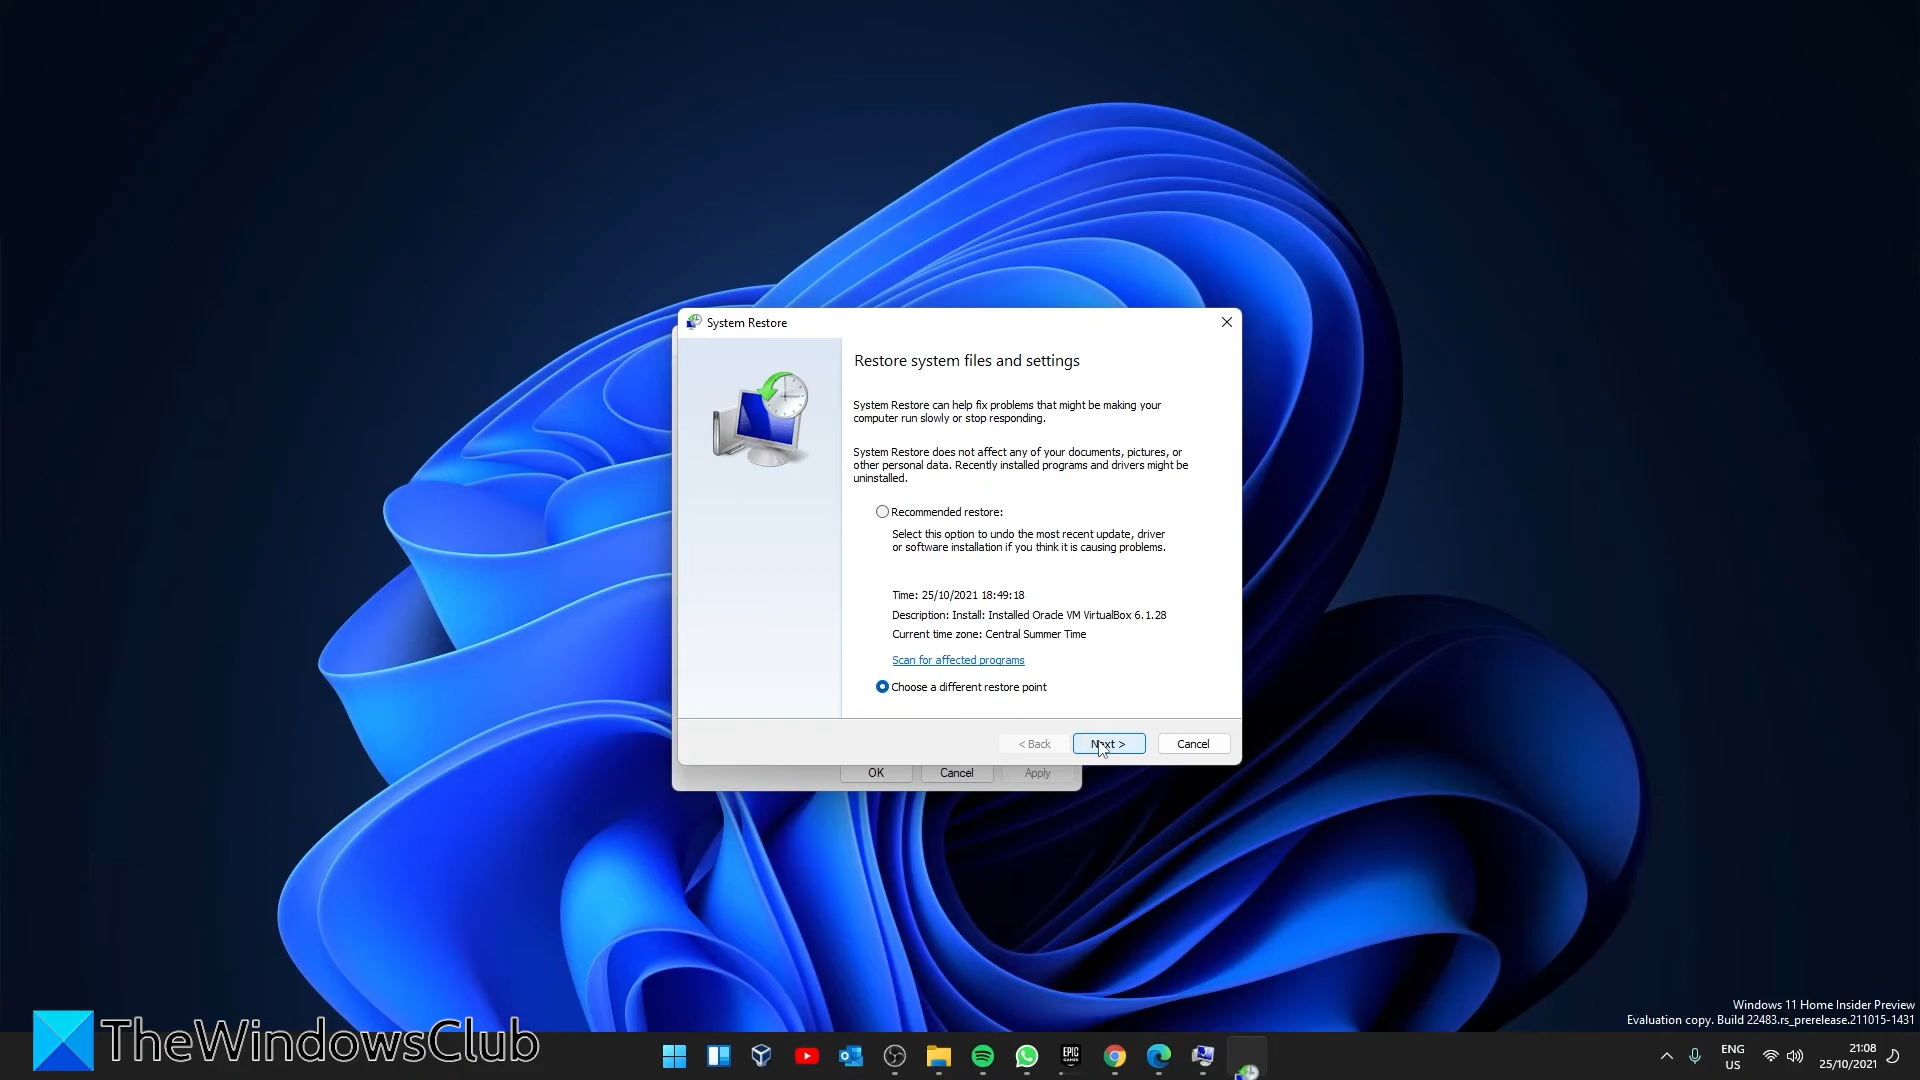 System Restore
Restore system files and settings
System Restore can help fix problems that might be making your
computer run slowly or stop responding.
System Restore does not affect any of your documents, pictures, or
other personal data. Recently installed programs and drivers might be
uninstalled.
Recommended restore:
Select this option to undo the most recent update, driver
or software installation if you think it is causing problems.
Time: 25/10/2021 18:49:18
Description: Install: Installed Oracle VM VirtualBox 6.1.28
Current time zone: Central Summer Time
Scan for affected programs
Choose a different restore point
< Back
Next >
Cancel
OK
Cancel
Apply
Windows 11 Home Insider Preview
Evaluation copy. Build 22483.rs_prerelease.211015-1431
TheWindowsClub
EPIC
GAMES
ENG
US
21:08
25/10/2021